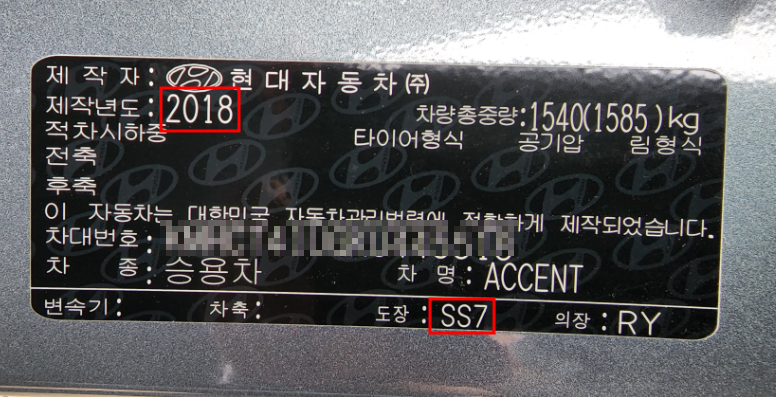 제작자: 현대자동차(주)
제작년도: 2018 차량총중량:1540(1585)kg
적차시하중 타이어형식 공기압 림형식
전축
후축
이 자동차는 대한민국 자동차관리법령에 적합하게 제작되었습니다.
차대번호:
차 종: 승용차 차 명: ACCENT
변속기: 차축: 도장: SS7 의장: RY